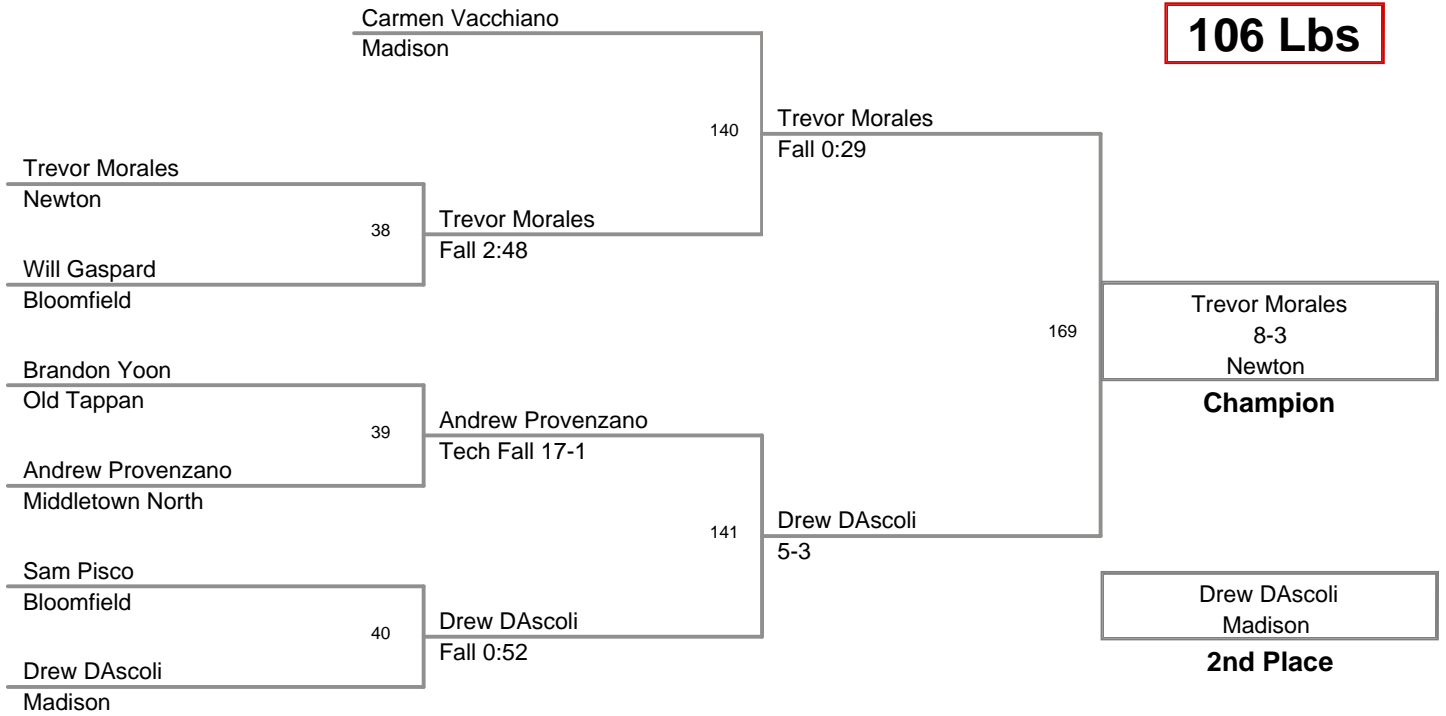 Carmen Vacchiano
Madison
106 Lbs
140
Trevor Morales
Fall 0:29
Trevor Morales
Newton
38
Trevor Morales
Fall 2:48
Will Gaspard
Bloomfield
169
Trevor Morales
8-3
Newton
Champion
Brandon Yoon
Old Tappan
39
Andrew Provenzano
Tech Fall 17-1
Andrew Provenzano
Middletown North
141
Drew DAscoli
5-3
Sam Pisco
Bloomfield
40
Drew DAscoli
Fall 0:52
Drew DAscoli
Madison
Drew DAscoli
Madison
2nd Place